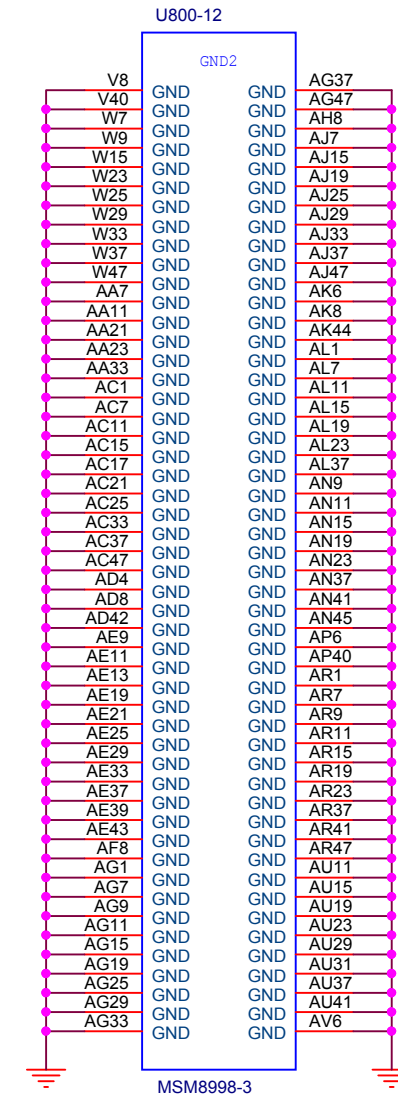 U800-12
GND2
V8 GND GND AG37
V40 GND GND AG47
W7 GND GND AH8
W9 GND GND AJ7
W15 GND GND AJ15
W23 GND GND AJ19
W25 GND GND AJ25
W29 GND GND AJ29
W33 GND GND AJ33
W37 GND GND AJ37
W47 GND GND AJ47
AA7 GND GND AK6
AA11 GND GND AK8
AA21 GND GND AK44
AA23 GND GND AL1
AA33 GND GND AL7
AC1 GND GND AL11
AC7 GND GND AL15
AC11 GND GND AL19
AC15 GND GND AL23
AC17 GND GND AL37
AC21 GND GND AN9
AC25 GND GND AN11
AC33 GND GND AN15
AC37 GND GND AN19
AC47 GND GND AN23
AD4 GND GND AN37
AD8 GND GND AN41
AD42 GND GND AN45
AE9 GND GND AP6
AE11 GND GND AP40
AE13 GND GND AR1
AE19 GND GND AR7
AE21 GND GND AR9
AE25 GND GND AR11
AE29 GND GND AR15
AE33 GND GND AR19
AE37 GND GND AR23
AE39 GND GND AR37
AE43 GND GND AR41
AF8 GND GND AR47
AG1 GND GND AU11
AG7 GND GND AU15
AG9 GND GND AU19
AG11 GND GND AU23
AG15 GND GND AU29
AG19 GND GND AU31
AG25 GND GND AU37
AG29 GND GND AU41
AG33 GND GND AV6
MSM8998-3